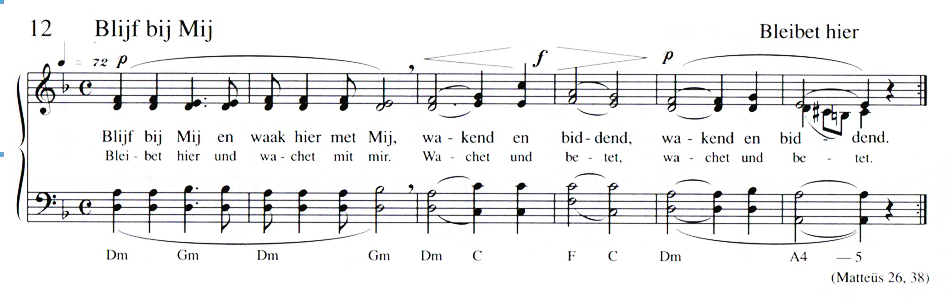 12 Blijf bij Mij Bleibet hier
= 72 p f p
Blijf bij Mij en waak hier met Mij, wa - kend en bid - dend, wa - kend en bid - dend.
Blei - bet hier und wa - chet mit mir. Wa - chet und be - tet, wa - chet und be - tet.
Dm Gm Dm Gm Dm C F C Dm A4 — 5
(Matteüs 26, 38)